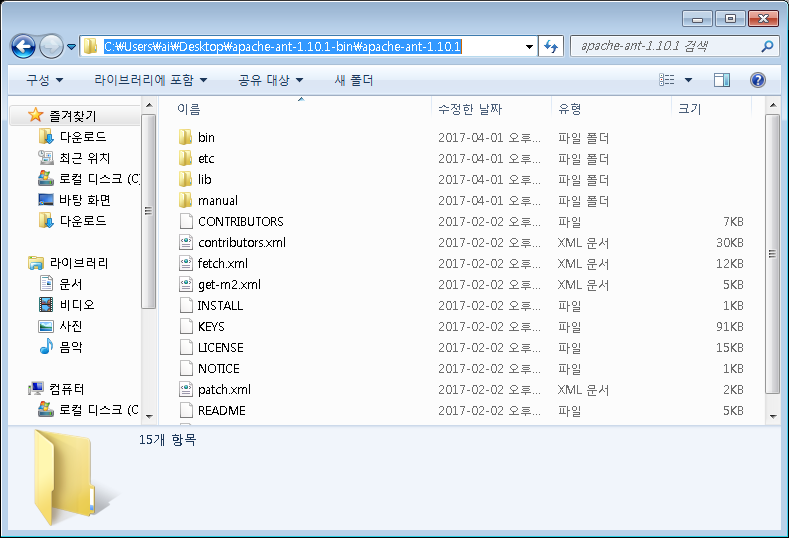 C:₩Users₩ai₩Desktop₩apache-ant-1.10.1-bin₩apache-ant-1.10.1
apache-ant-1.10.1 검색
구성 라이브러리에 포함 공유 대상 새 폴더
이름 수정한 날짜 유형 크기
즐겨찾기
다운로드
최근 위치
로컬 디스크 (C
바탕 화면
다운로드
라이브러리
문서
비디오
사진
음악
컴퓨터
로컬 디스크 (C
bin 2017-04-01 오후... 파일 폴더
etc 2017-04-01 오후... 파일 폴더
lib 2017-04-01 오후... 파일 폴더
manual 2017-04-01 오후... 파일 폴더
CONTRIBUTORS 2017-02-02 오후... 파일 7KB
contributors.xml 2017-02-02 오후... XML 문서 30KB
fetch.xml 2017-02-02 오후... XML 문서 12KB
get-m2.xml 2017-02-02 오후... XML 문서 5KB
INSTALL 2017-02-02 오후... 파일 1KB
KEYS 2017-02-02 오후... 파일 91KB
LICENSE 2017-02-02 오후... 파일 15KB
NOTICE 2017-02-02 오후... 파일 1KB
patch.xml 2017-02-02 오후... XML 문서 2KB
README 2017-02-02 오후... 파일 5KB
15개 항목